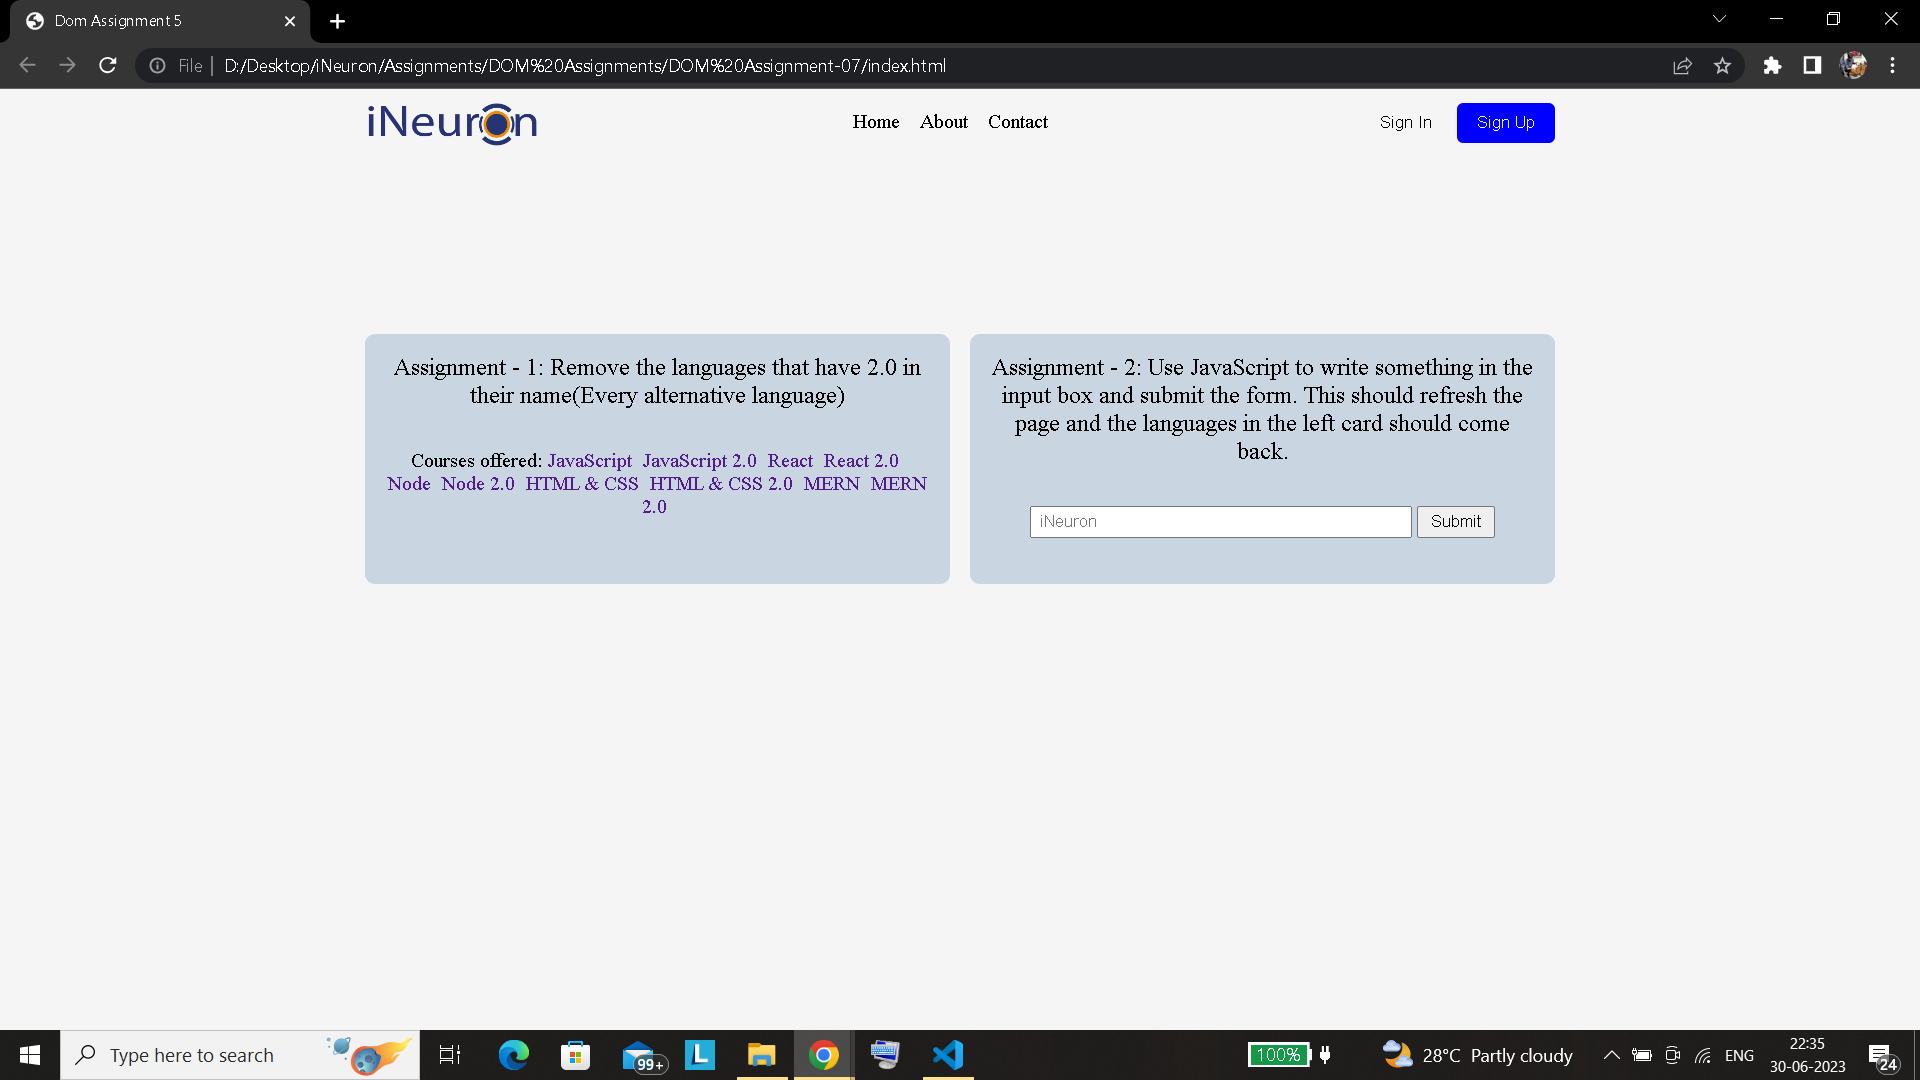 Dom Assignment 5
File
D:/Desktop/iNeuron/Assignments/DOM%20Assignments/DOM%20Assignment-07/index.html
iNeuron
Home About Contact
Sign In
Sign Up
Assignment - 1: Remove the languages that have 2.0 in
their name(Every alternative language)
Courses offered: JavaScript JavaScript 2.0 React React 2.0
Node Node 2.0 HTML & CSS HTML & CSS 2.0 MERN MERN
2.0
Assignment - 2: Use JavaScript to write something in the
input box and submit the form. This should refresh the
page and the languages in the left card should come
back.
iNeuron
Submit
Type here to search
99+
L
100%
28°C Partly cloudy
ENG
22:35
30-06-2023
24